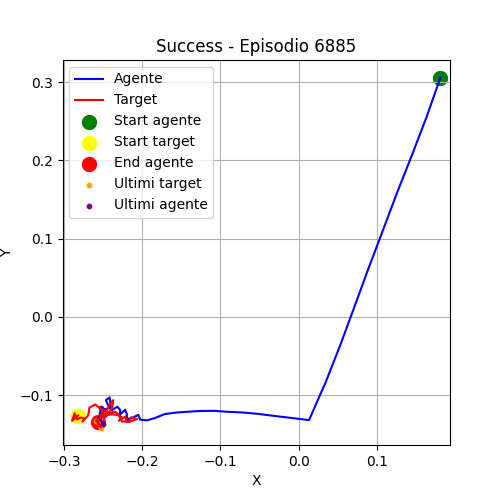 Success - Episodio 6885
Agente
Target
Start agente
Start target
End agente
Ultimi target
Ultimi agente
0.3
0.2
0.1
0.0
−0.1
Y
−0.3
−0.2
−0.1
0.0
0.1
X